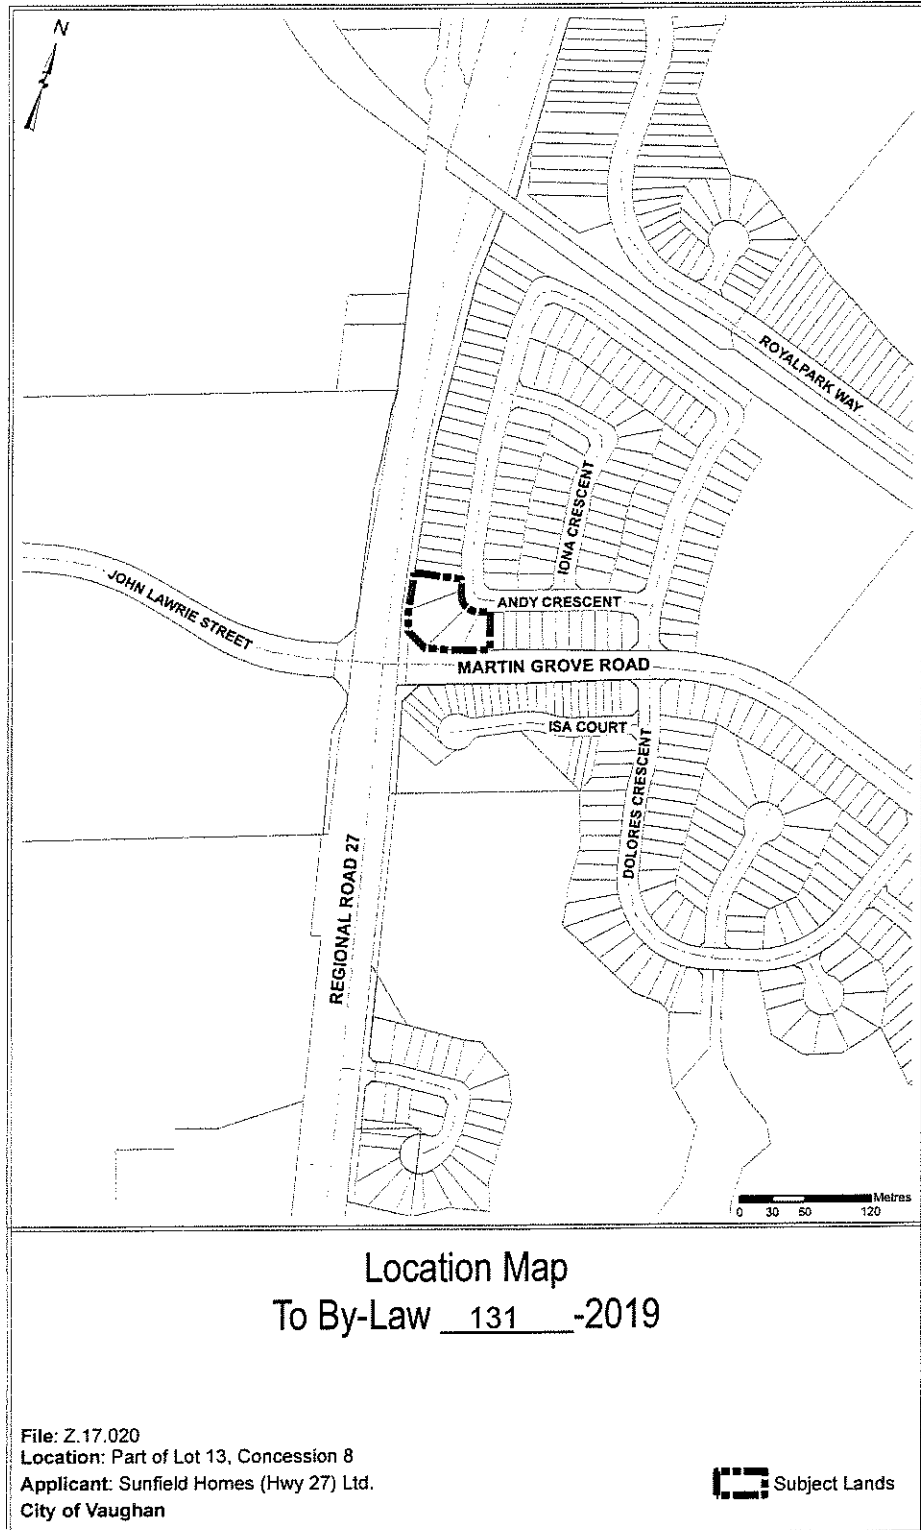 N
ROYALPARK WAY
IONA CRESCENT
JOHN LAWRIE STREET
ANDY CRESCENT
MARTIN GROVE ROAD
ISA COURT
DOLORES CRESCENT
REGIONAL ROAD 27
Metres
0 30 60 120
Location Map
To By-Law 131 -2019
File: Z.17.020
Location: Part of Lot 13, Concession 8
Applicant: Sunfield Homes (Hwy 27) Ltd.
City of Vaughan
Subject Lands